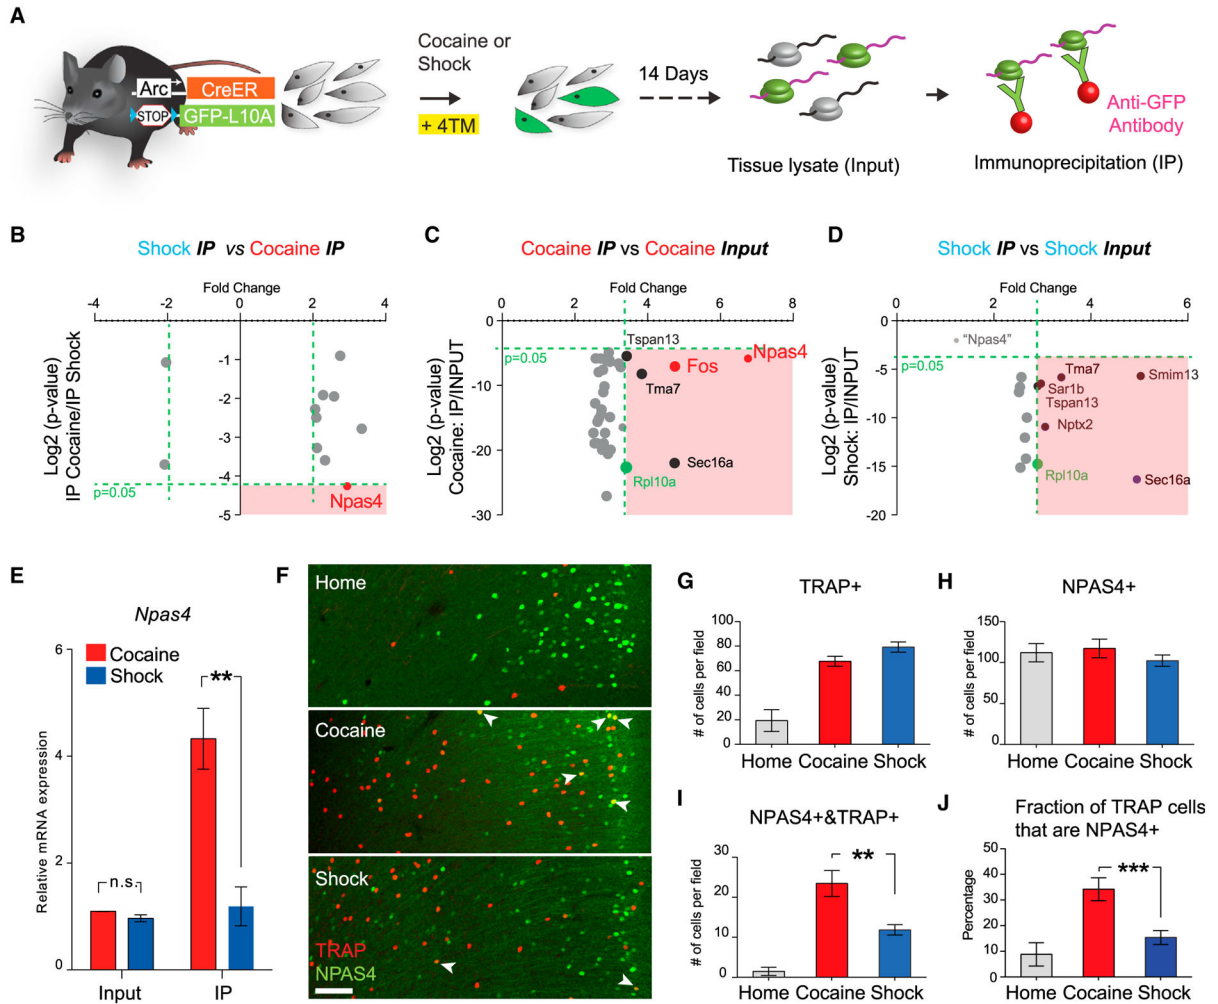 A
Arc
CreER
STOP
GFP-L10A
Cocaine or
Shock
+ 4TM
14 Days
Tissue lysate (Input)
Anti-GFP
Antibody
Immunoprecipitation (IP)
B
Shock IP vs Cocaine IP
Fold Change
-4 -2 0 2 4
Log2 (p-value)
IP Cocaine/IP Shock
-1
-2
-3
-4
-5
p=0.05
Npas4
C
Cocaine IP vs Cocaine Input
Fold Change
0 2 4 6 8
Log2 (p-value)
Cocaine: IP/INPUT
0
-10
-20
-30
p=0.05
Tspan13
Npas4
Fos
Tma7
Sec16a
Rpl10a
D
Shock IP vs Shock Input
Fold Change
0 2 4 6
Log2 (p-value)
Shock: IP/INPUT
0
-5
-10
-15
-20
"Npas4"
p=0.05
Tma7
Smim13
Sar1b
Tspan13
Nptx2
Rpl10a
Sec16a
E
Npas4
Cocaine
Shock
Relative mRNA expression
6
4
2
0
n.s.
**
Input IP
F
Home
Cocaine
Shock
TRAP
NPAS4
G
TRAP+
# of cells per field
100
80
60
40
20
0
Home Cocaine Shock
H
NPAS4+
# of cells per field
150
100
50
0
Home Cocaine Shock
I
NPAS4+&TRAP+
# of cells per field
30
20
10
0
**
Home Cocaine Shock
J
Fraction of TRAP cells
that are NPAS4+
Percentage
50
40
30
20
10
0
***
Home Cocaine Shock